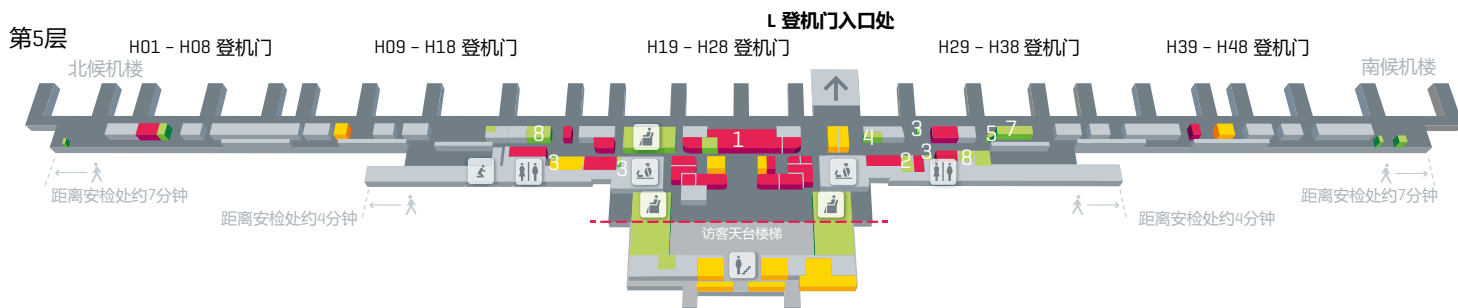 L 登机门入口处
第5层
H01 – H08 登机门
H09 – H18 登机门
H19 – H28 登机门
H29 – H38 登机门
H39 – H48 登机门
北候机楼
南候机楼
8
1
4
3
5
7
3
3
2
3
8
距离安检处约7分钟
距离安检处约4分钟
距离安检处约4分钟
距离安检处约7分钟
访客天台楼梯